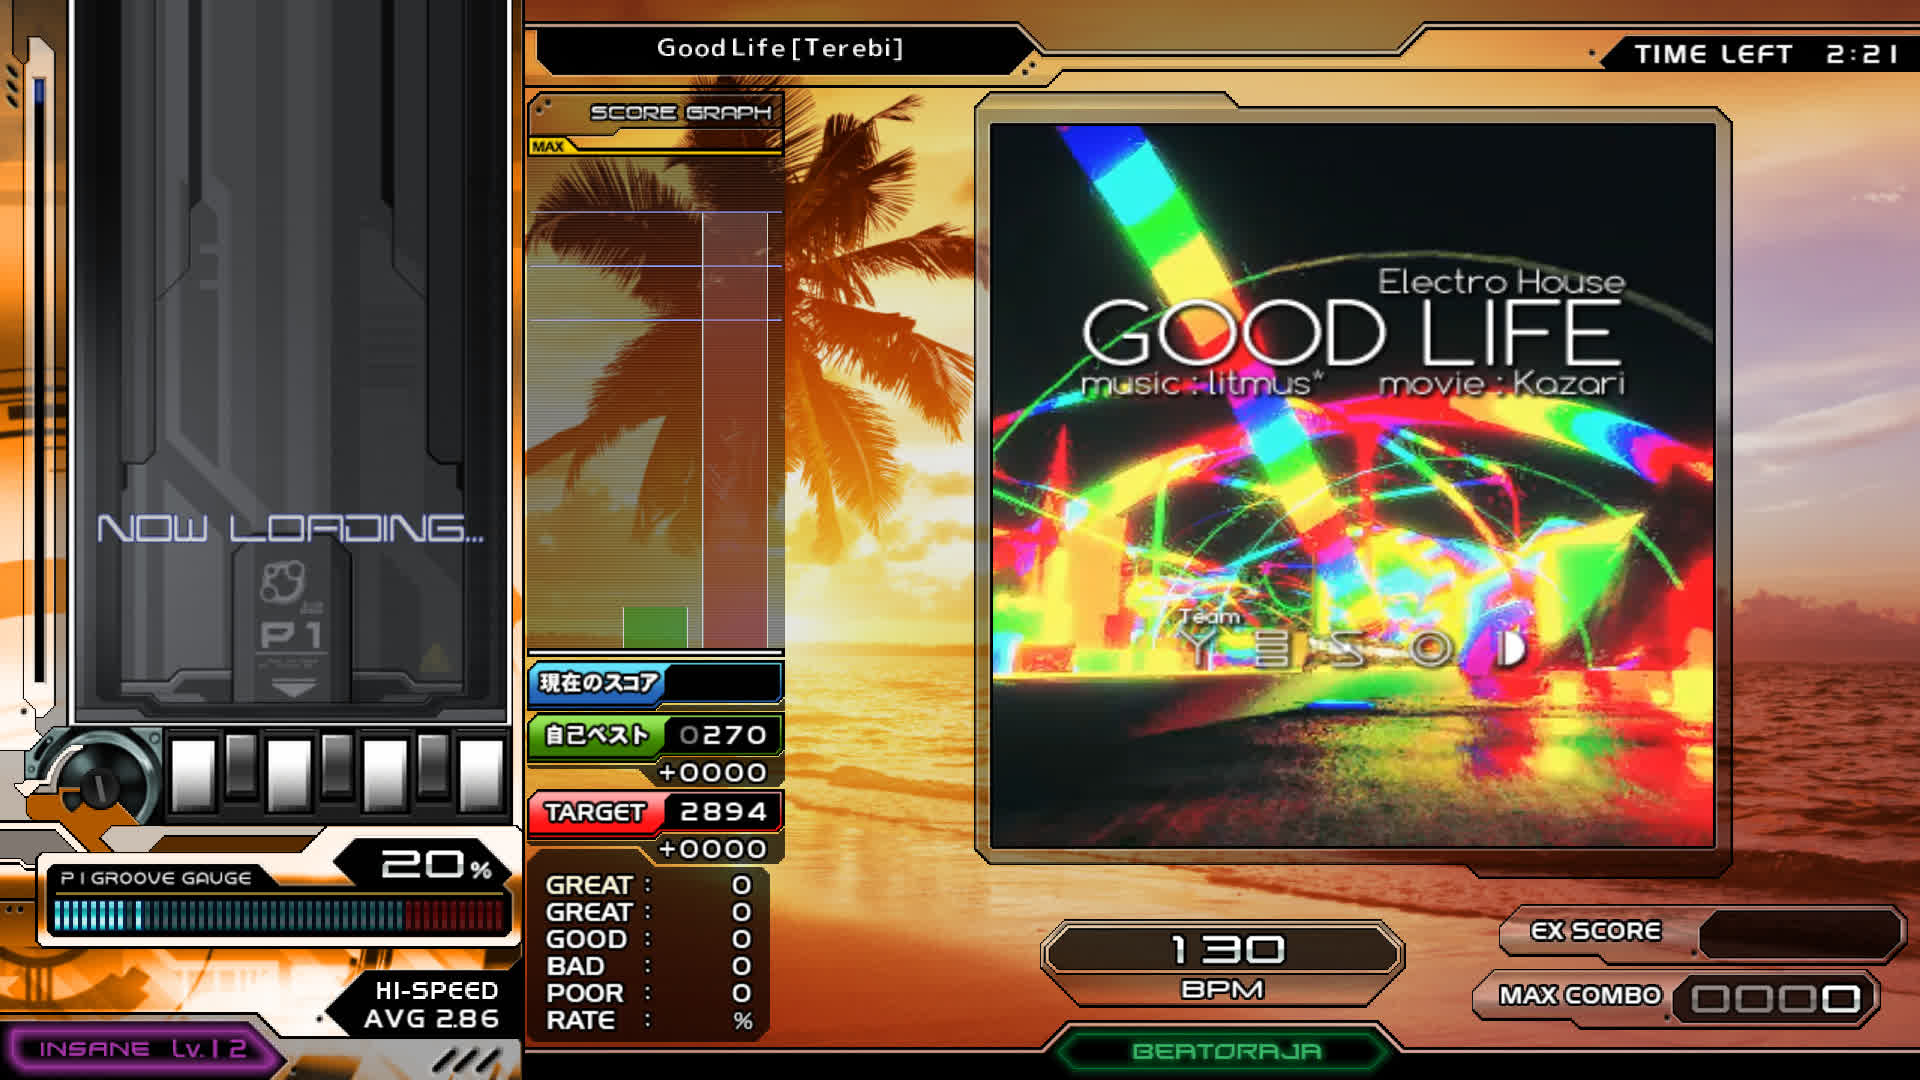 Good Life [Terebi]
TIME LEFT 2:21
SCORE GRAPH
MAX
Electro House
GOOD LIFE
music : litmus* movie : Kazari
NOW LOADING...
P1
Team
YESOD
現在のスコア
自己ベスト 0270
+0000
TARGET 2894
+0000
P1 GROOVE GAUGE 20%
GREAT : 0
GREAT : 0
GOOD : 0
BAD : 0
POOR : 0
RATE : %
130
BPM
EX SCORE
MAX COMBO 0000
HI-SPEED
AVG 2.86
INSANE Lv.12
BEATORAJA